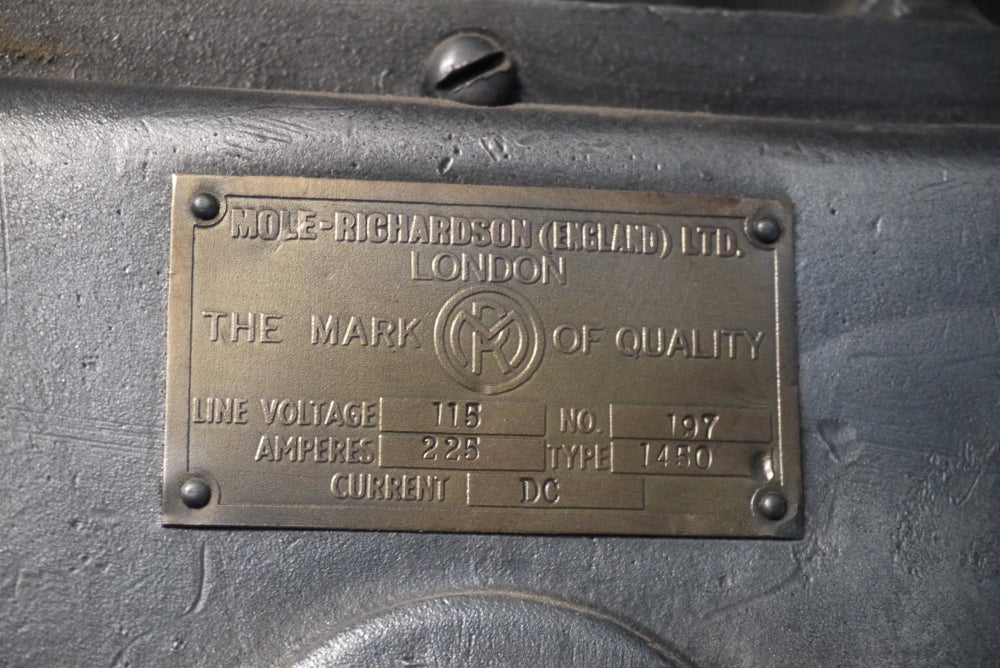 MOLE-RICHARDSON (ENGLAND) LTD.
LONDON
THE MARK MR OF QUALITY
LINE VOLTAGE 115 NO. 197
AMPERES 225 TYPE 1450
CURRENT DC